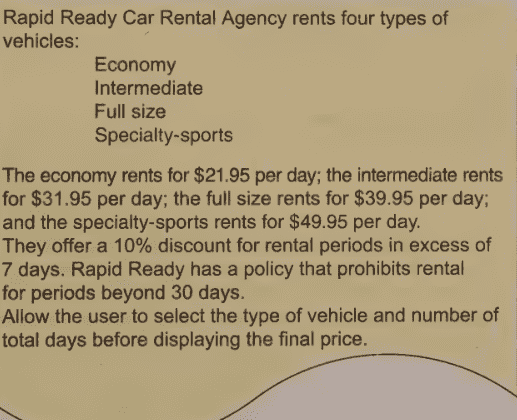 Rapid Ready Car Rental Agency rents four types of
vehicles:
Economy
Intermediate
Full size
Specialty-sports
The economy rents for $21.95 per day; the intermediate rents
for $31.95 per day; the full size rents for $39.95 per day;
and the specialty-sports rents for $49.95 per day.
They offer a 10% discount for rental periods in excess of
7 days. Rapid Ready has a policy that prohibits rental
for periods beyond 30 days.
Allow the user to select the type of vehicle and number of
total days before displaying the final price.